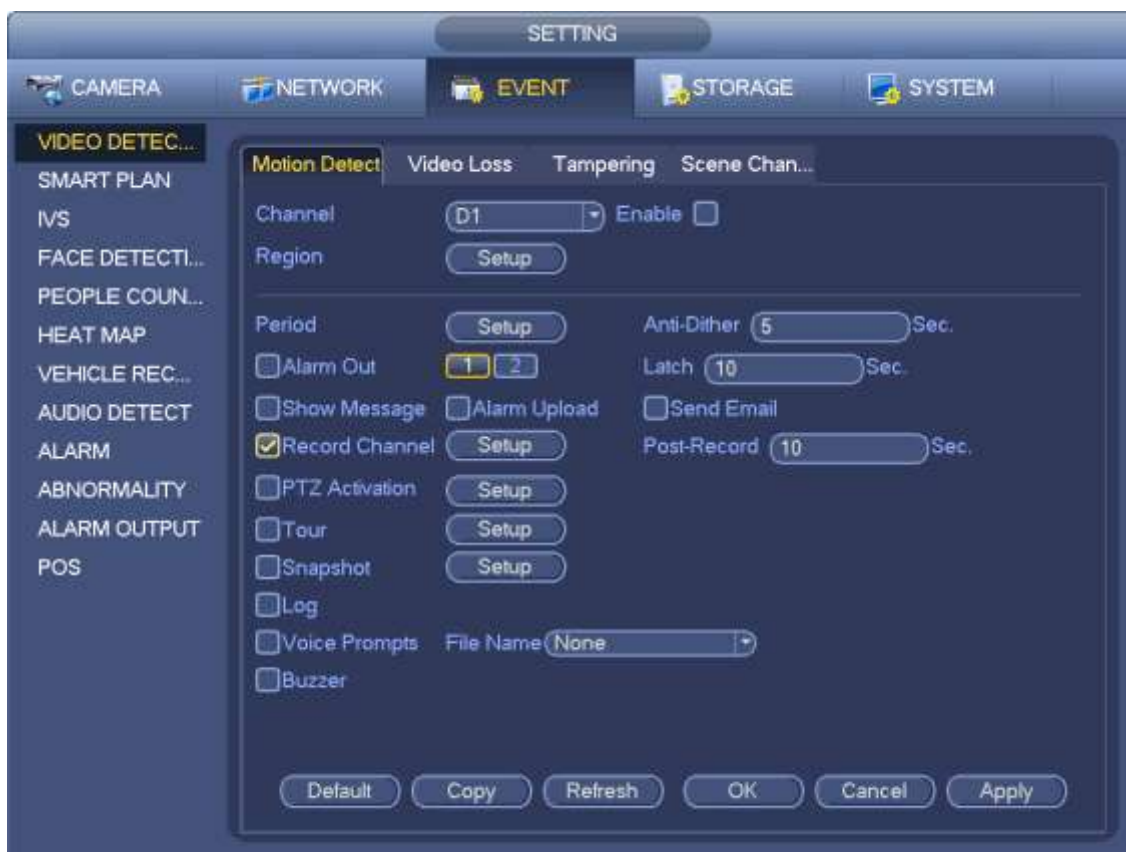 SETTING
CAMERA NETWORK EVENT STORAGE SYSTEM
VIDEO DETEC...
SMART PLAN
IVS
FACE DETECTI...
PEOPLE COUN...
HEAT MAP
VEHICLE REC...
AUDIO DETECT
ALARM
ABNORMALITY
ALARM OUTPUT
POS
Motion Detect Video Loss Tampering Scene Chan...
Channel D1 Enable
Region Setup
Period Setup Anti-Dither 5 Sec.
Alarm Out 1 2 Latch 10 Sec.
Show Message Alarm Upload Send Email
Record Channel Setup Post-Record 10 Sec.
PTZ Activation Setup
Tour Setup
Snapshot Setup
Log
Voice Prompts File Name None
Buzzer
Default Copy Refresh OK Cancel Apply